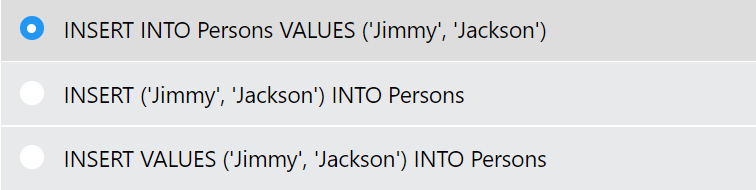 INSERT INTO Persons VALUES ('Jimmy', 'Jackson')
INSERT ('Jimmy', 'Jackson') INTO Persons
INSERT VALUES ('Jimmy', 'Jackson') INTO Persons